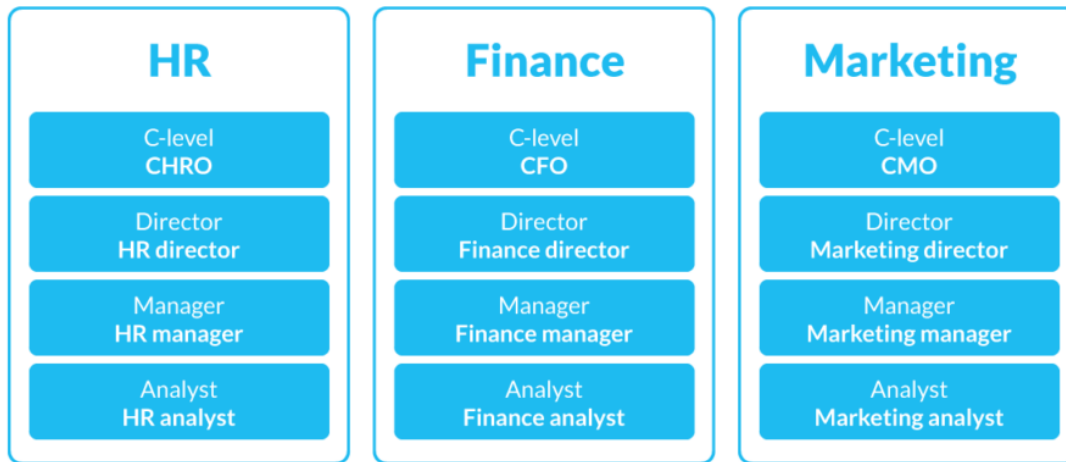 HR
C-level
CHRO
Director
HR director
Manager
HR manager
Analyst
HR analyst
Finance
C-level
CFO
Director
Finance director
Manager
Finance manager
Analyst
Finance analyst
Marketing
C-level
CMO
Director
Marketing director
Manager
Marketing manager
Analyst
Marketing analyst